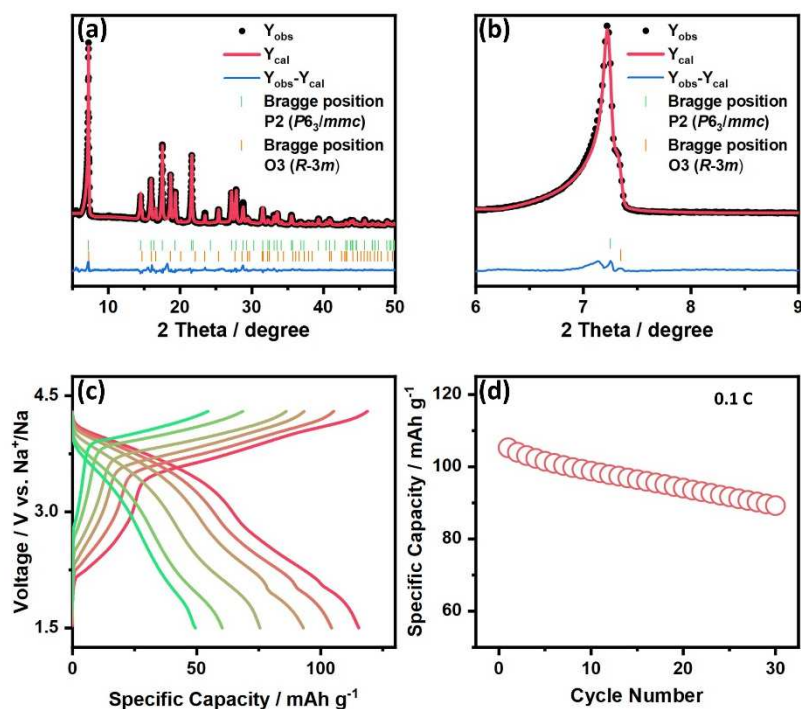 (a)
Y_obs
Y_cal
Y_obs-Y_cal
Bragge position
P2 (P6_3/mmc)
Bragge position
O3 (R-3m)
10 20 30 40 50
2 Theta / degree
(b)
Y_obs
Y_cal
Y_obs-Y_cal
Bragge position
P2 (P6_3/mmc)
Bragge position
O3 (R-3m)
6 7 8 9
2 Theta / degree
(c)
4.5
3.0
1.5
Voltage / V vs. Na⁺/Na
0 50 100
Specific Capacity / mAh g⁻¹
(d)
0.1 C
120
100
80
60
Specific Capacity / mAh g⁻¹
0 10 20 30
Cycle Number